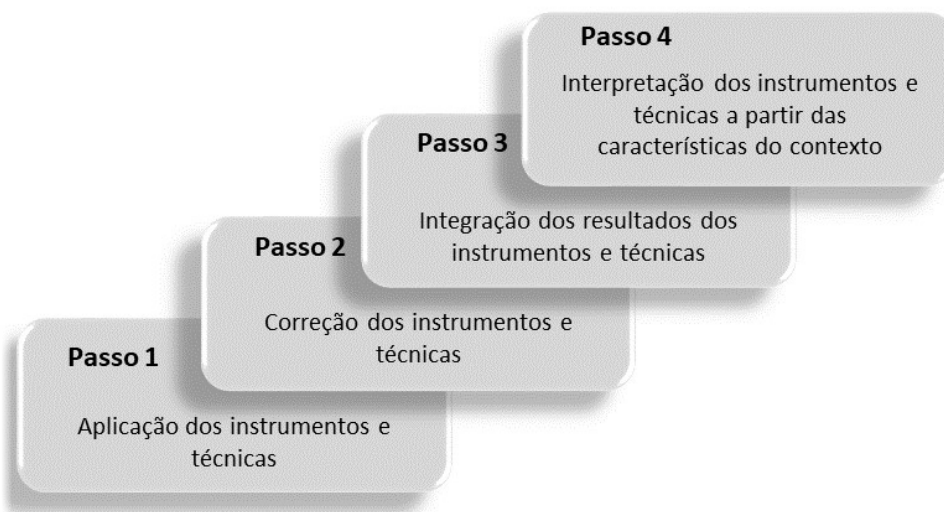 Passo 4
Interpretação dos instrumentos e
técnicas a partir das
características do contexto
Passo 3
Integração dos resultados dos
instrumentos e técnicas
Passo 2
Correção dos instrumentos e
técnicas
Passo 1
Aplicação dos instrumentos e
técnicas